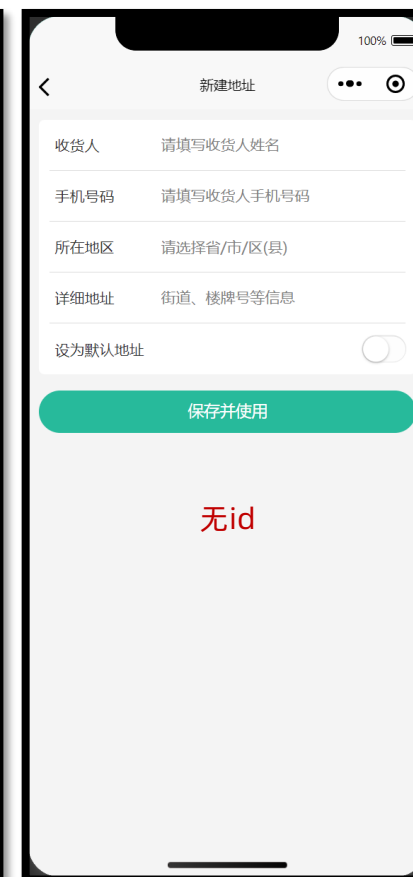 100%
新建地址
收货人 请填写收货人姓名
手机号码 请填写收货人手机号码
所在地区 请选择省/市/区(县)
详细地址 街道、楼牌号等信息
设为默认地址
保存并使用
无id